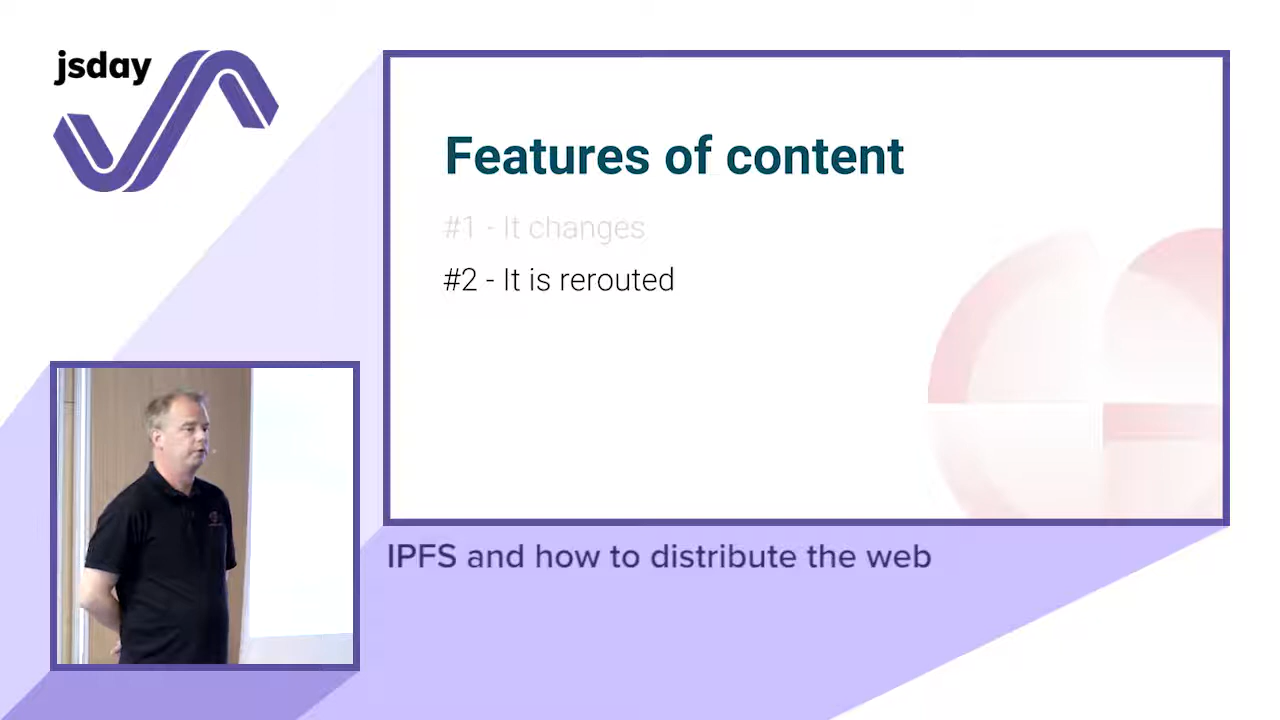 jsday
Features of content
#1 - It changes
#2 - It is rerouted
IPFS and how to distribute the web